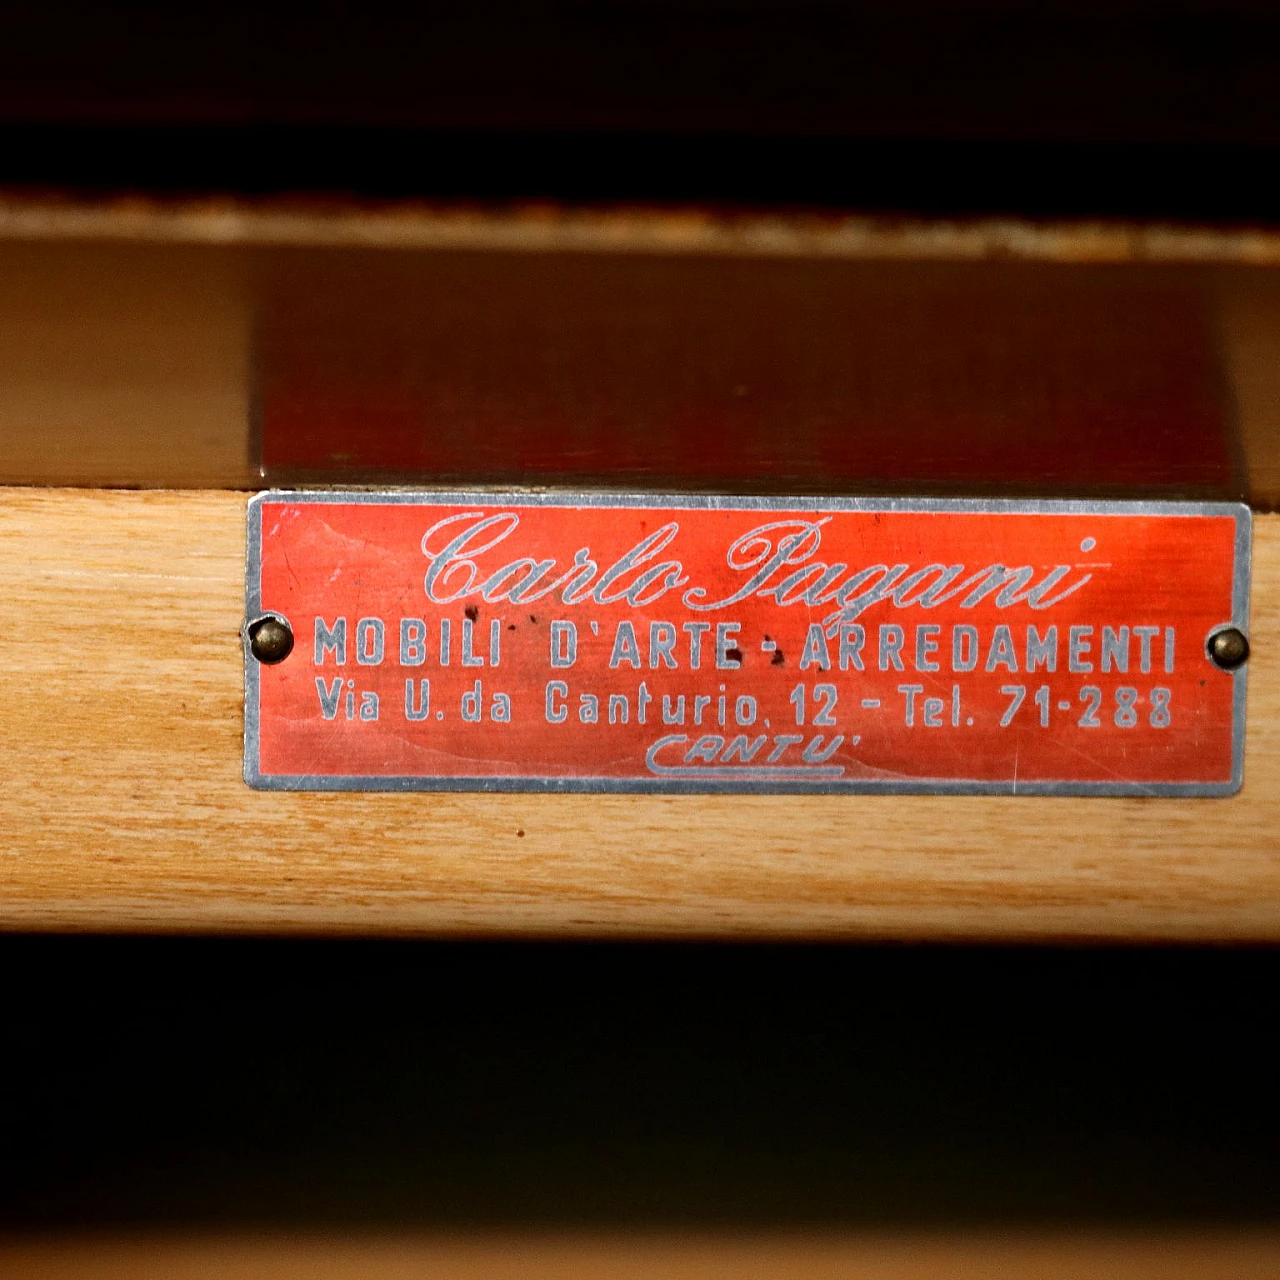 Carlo Pagani
MOBILI D'ARTE - ARREDAMENTI
Via U. da Canturio, 12 - Tel. 71-288
CANTU'